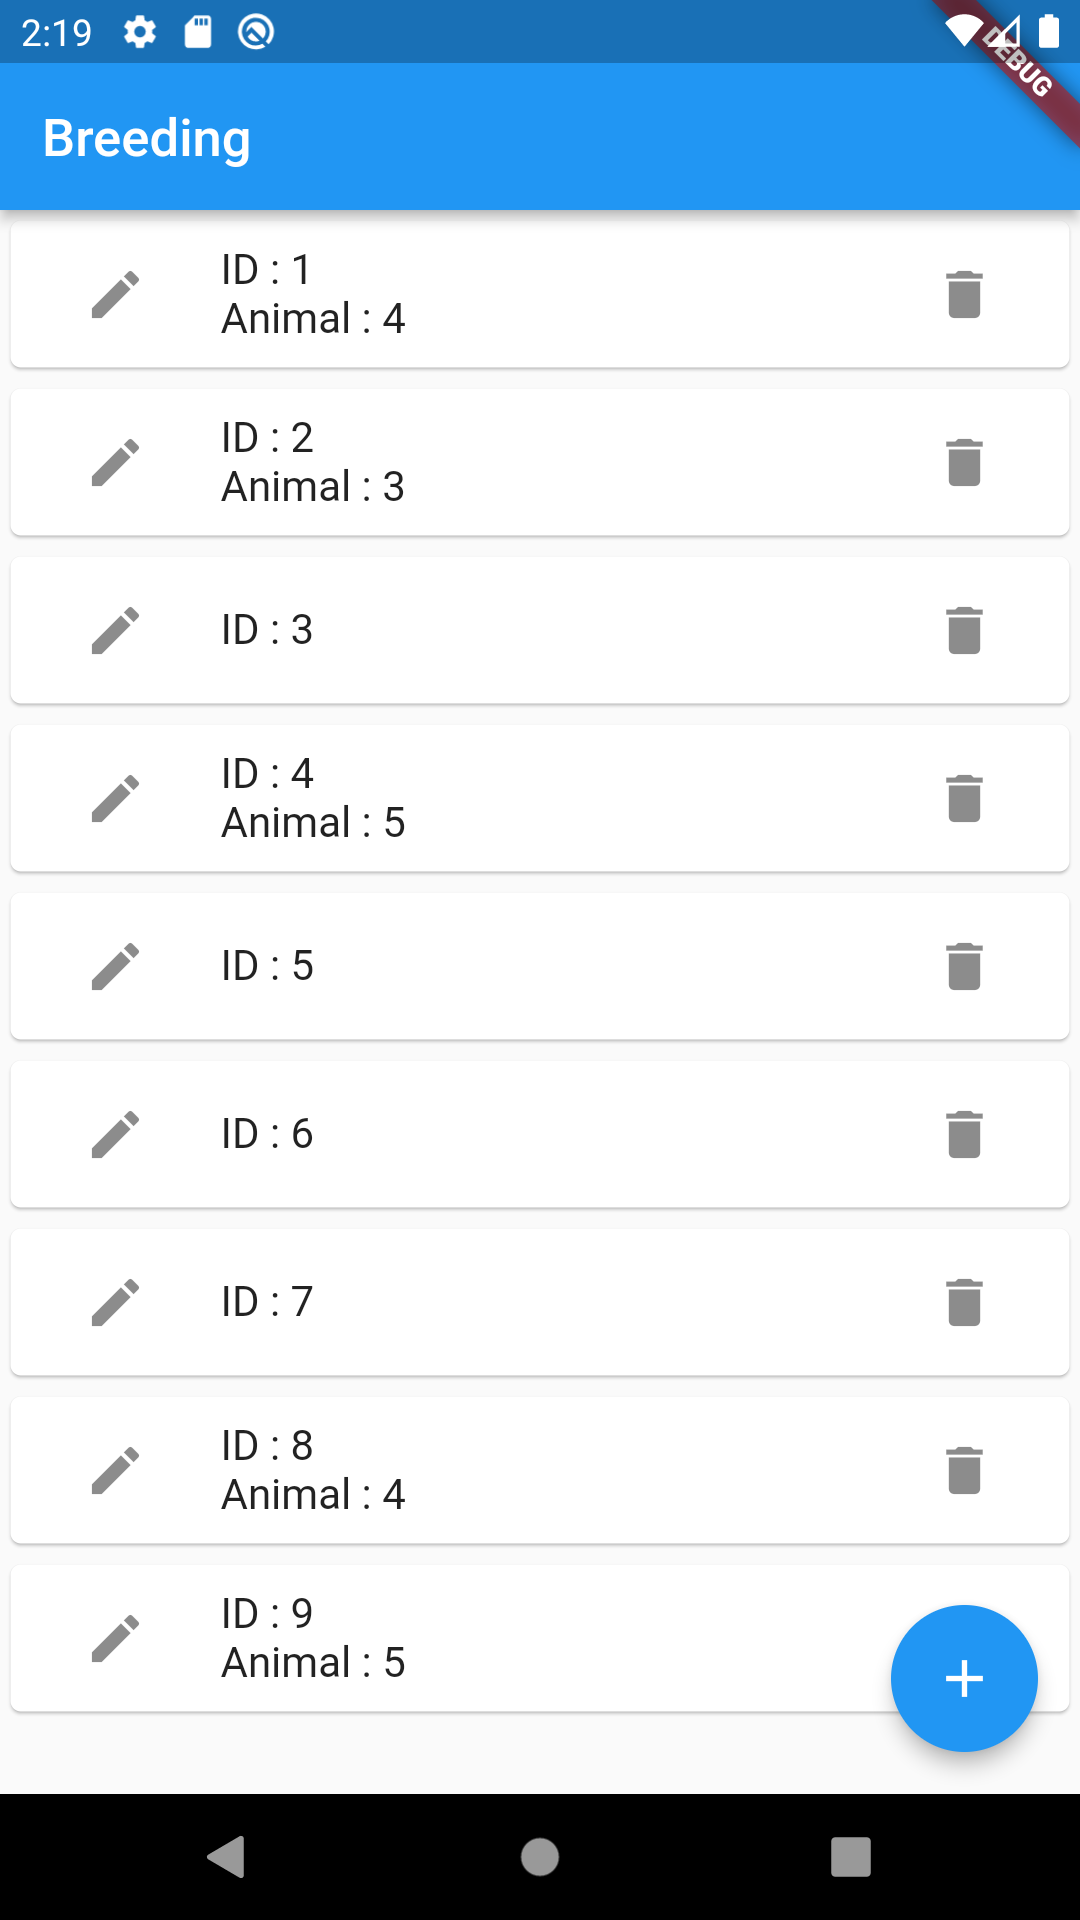 2:19
DEBUG
Breeding
ID : 1
Animal : 4
ID : 2
Animal : 3
ID : 3
ID : 4
Animal : 5
ID : 5
ID : 6
ID : 7
ID : 8
Animal : 4
ID : 9
Animal : 5